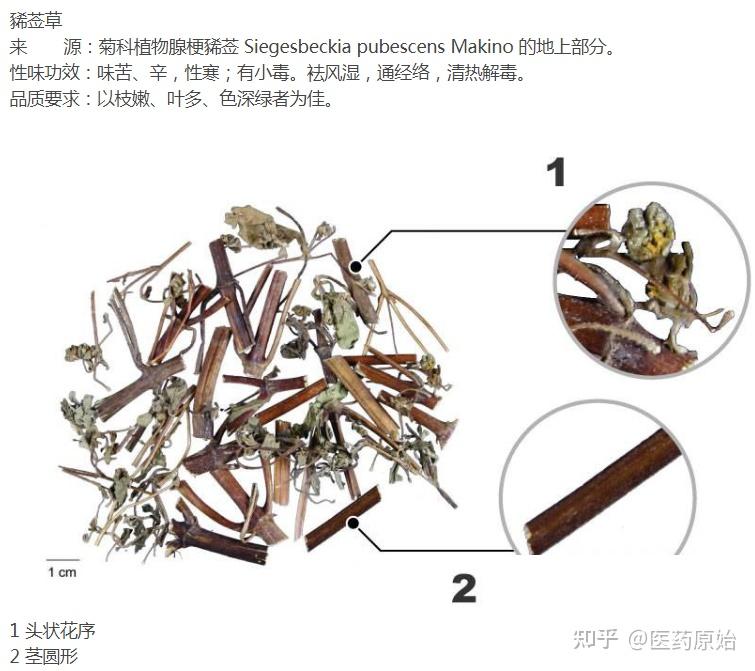 豨莶草
来 源：菊科植物腺梗豨莶 Siegesbeckia pubescens Makino 的地上部分。
性味功效：味苦、辛，性寒；有小毒。祛风湿，通经络，清热解毒。
品质要求：以枝嫩、叶多、色深绿者为佳。
1
2
1 cm
1 头状花序
2 茎圆形
知乎 @医药原始